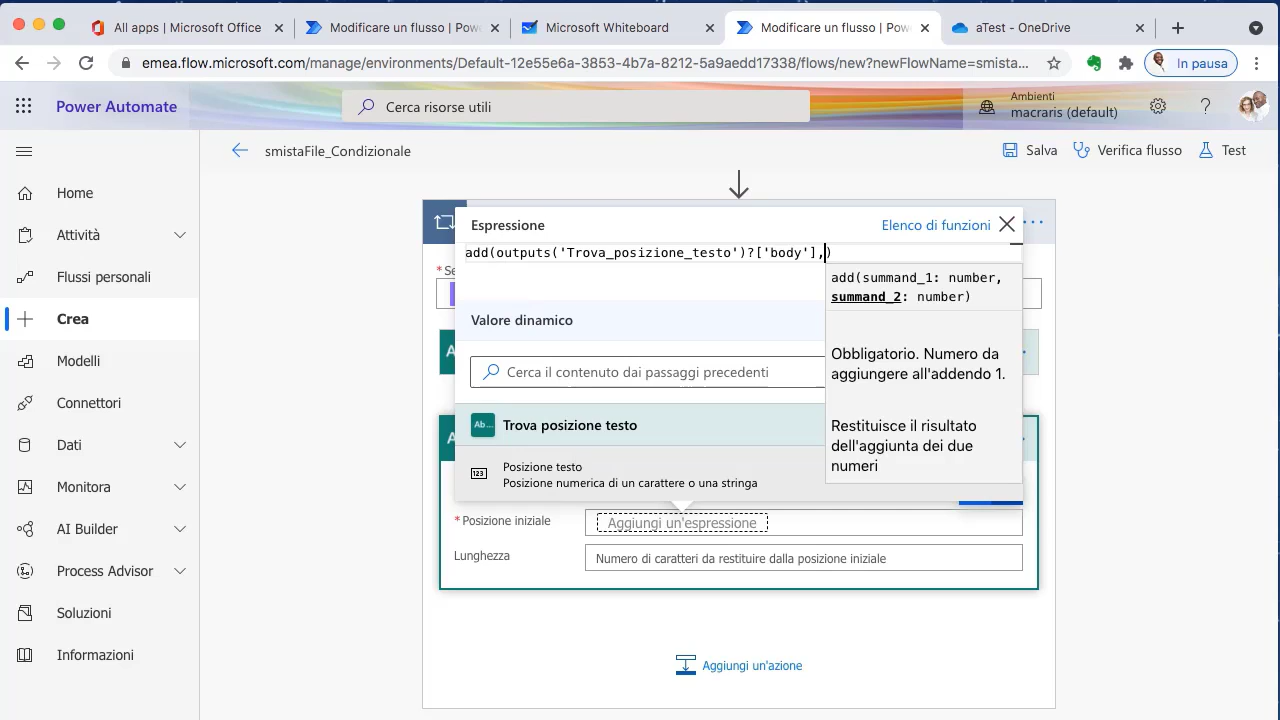 All apps | Microsoft Office
Modificare un flusso | Pow
Microsoft Whiteboard
Modificare un flusso | Pow
aTest - OneDrive
emea.flow.microsoft.com/manage/environments/Default-12e55e6a-3853-4b7a-8212-5a9aedd17338/flows/new?newFlowName=smista...
In pausa
Power Automate
Cerca risorse utili
Ambienti
macraris (default)
smistaFile_Condizionale
Salva
Verifica flusso
Test
Home
Attività
Flussi personali
Crea
Modelli
Connettori
Dati
Monitora
AI Builder
Process Advisor
Soluzioni
Informazioni
Espressione
Elenco di funzioni
add(outputs('Trova_posizione_testo')?['body'],)
* Se
add(summand_1: number,
summand_2: number)
Obbligatorio. Numero da
aggiungere all'addendo 1.
Restituisce il risultato
dell'aggiunta dei due
numeri
Valore dinamico
Cerca il contenuto dai passaggi precedenti
Ab...
Trova posizione testo
123
Posizione testo
Posizione numerica di un carattere o una stringa
* Posizione iniziale
Aggiungi un'espressione
Lunghezza
Numero di caratteri da restituire dalla posizione iniziale
Aggiungi un'azione